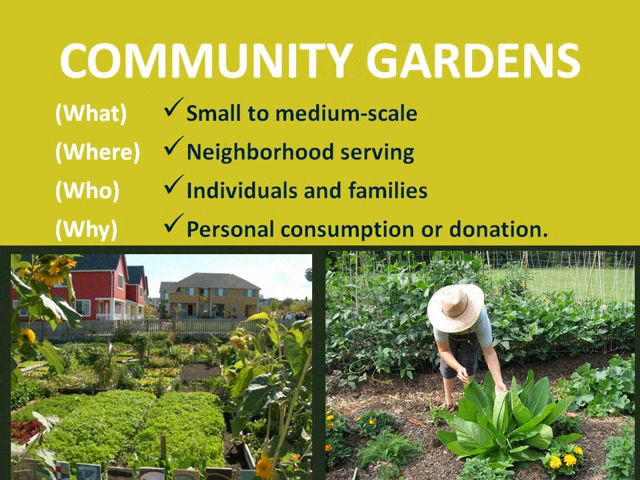 COMMUNITY GARDENS
(What) ✓ Small to medium-scale
(Where) ✓ Neighborhood serving
(Who) ✓ Individuals and families
(Why) ✓ Personal consumption or donation.